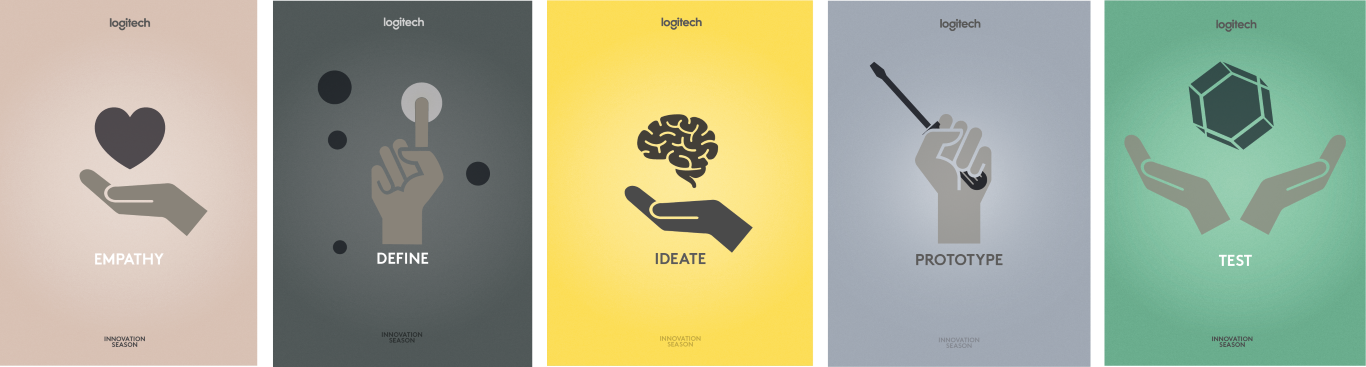 logitech
EMPATHY
INNOVATION
SEASON
logitech
DEFINE
INNOVATION
SEASON
logitech
IDEATE
INNOVATION
SEASON
logitech
PROTOTYPE
INNOVATION
SEASON
logitech
TEST
INNOVATION
SEASON